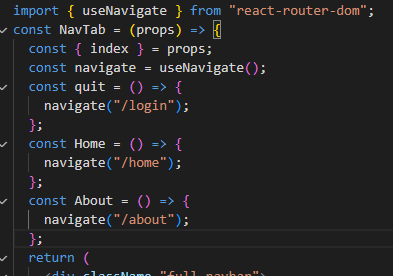 import { useNavigate } from "react-router-dom";
const NavTab = (props) => {
const { index } = props;
const navigate = useNavigate();
const quit = () => {
navigate("/login");
};
const Home = () => {
navigate("/home");
};
const About = () => {
navigate("/about");
};
return (
<div className="full-navbar">